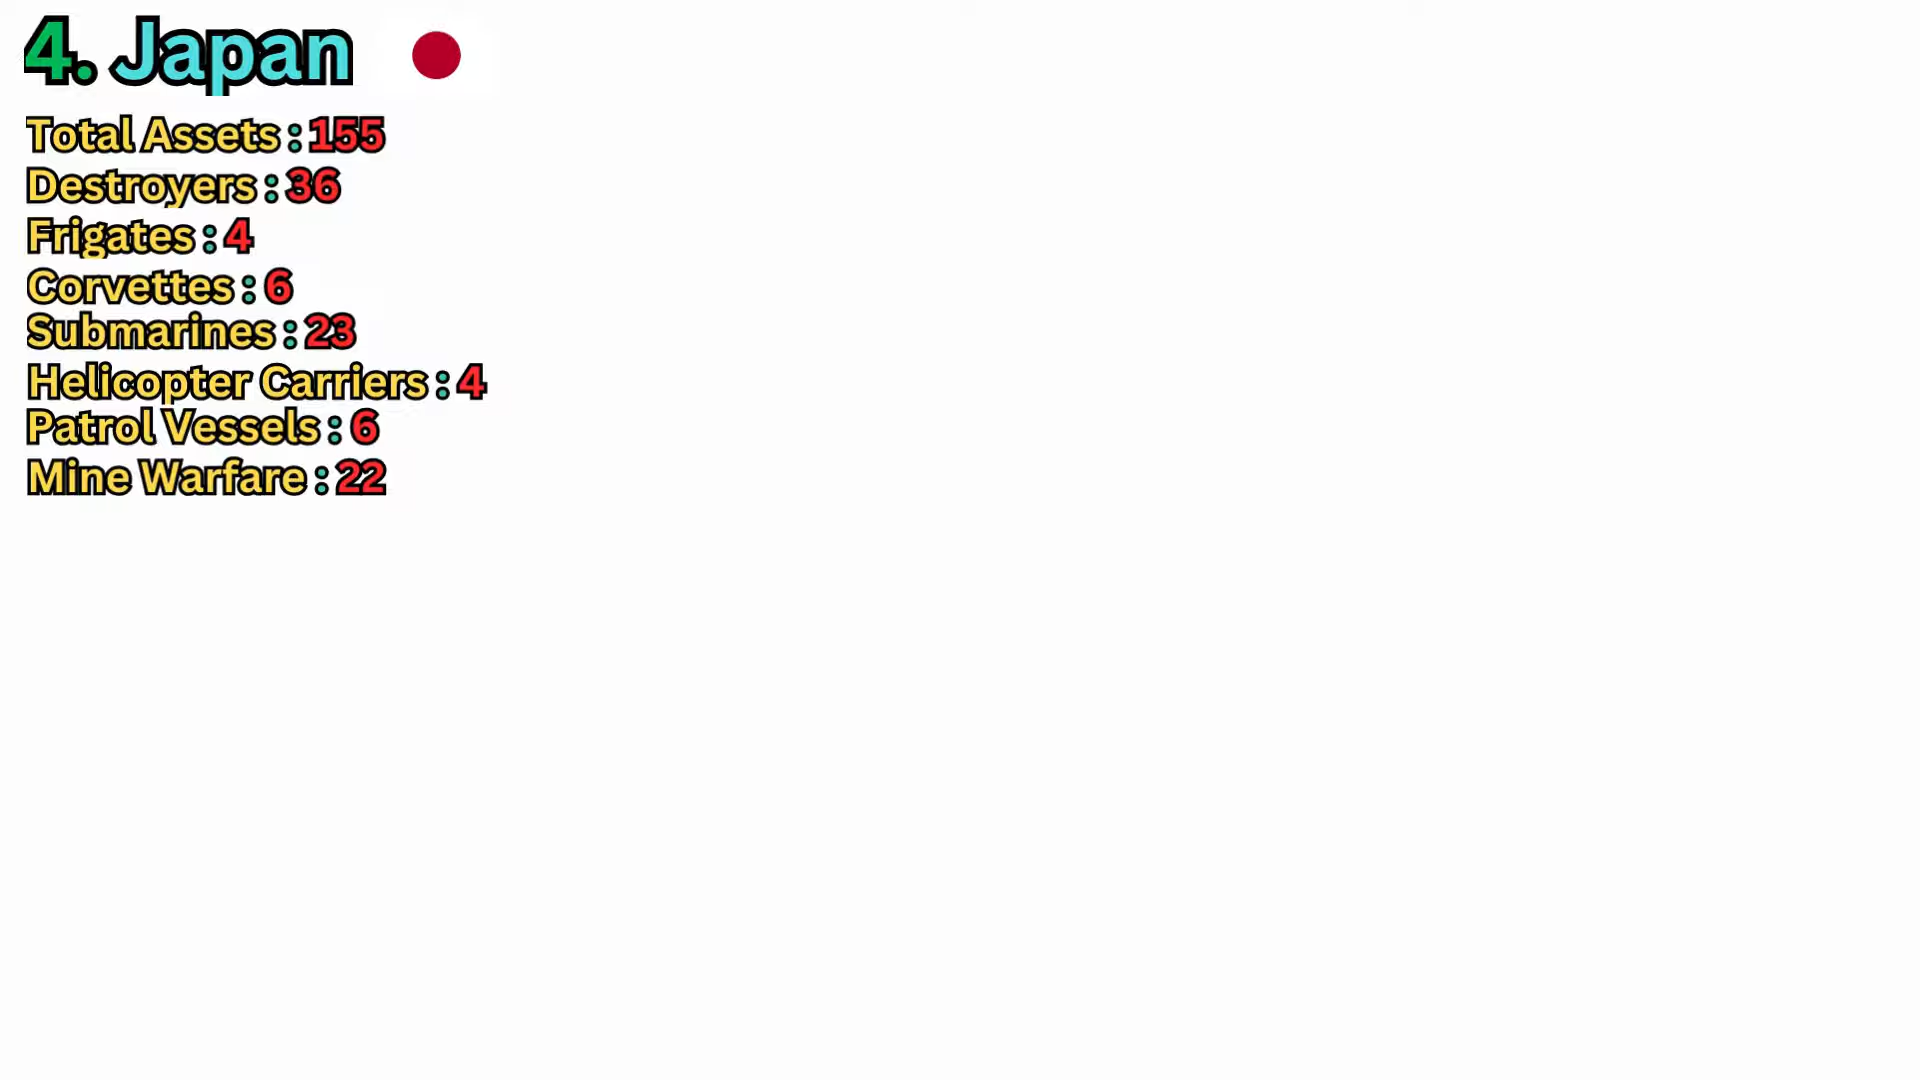 4. Japan
Total Assets : 155
Destroyers : 36
Frigates : 4
Corvettes : 6
Submarines : 23
Helicopter Carriers : 4
Patrol Vessels : 6
Mine Warfare : 22